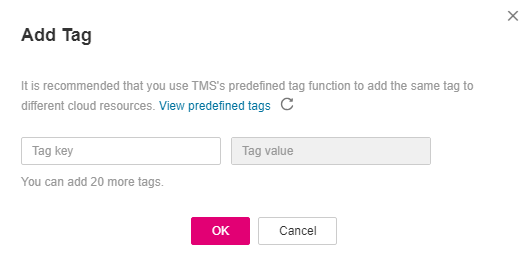 Add Tag
It is recommended that you use TMS's predefined tag function to add the same tag to
different cloud resources. View predefined tags
Tag key
Tag value
You can add 20 more tags.
OK
Cancel